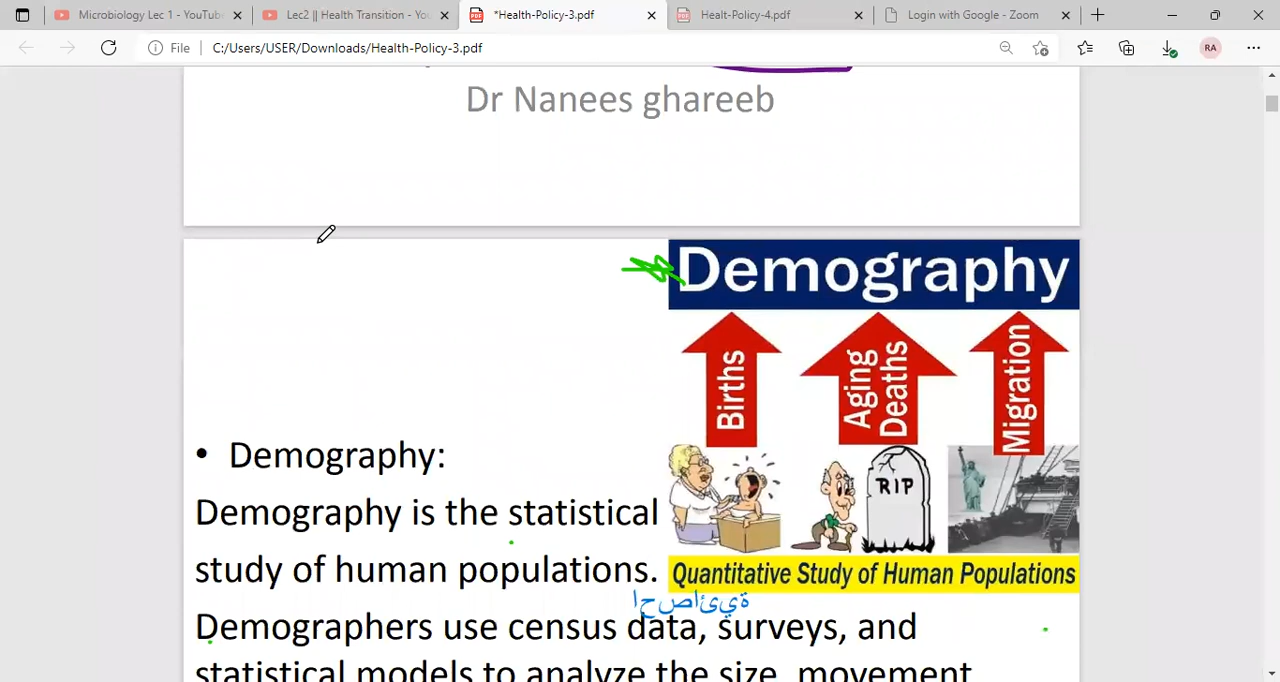 Microbiology Lec 1 - YouTub
Lec2 || Health Transition - Yo
*Health-Policy-3.pdf
Healt-Policy-4.pdf
Login with Google - Zoom
File
C:/Users/USER/Downloads/Health-Policy-3.pdf
RA
Dr Nanees ghareeb
Demography
Births
Aging
Deaths
Migration
RIP
Quantitative Study of Human Populations
• Demography:
Demography is the statistical
study of human populations.
ةيئاصحا
Demographers use census data, surveys, and
statistical models to analyze the size, movement